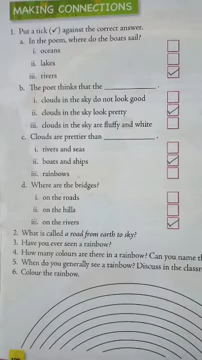 MAKING CONNECTIONS
1. Put a tick (✓) against the correct answer.
a. In the poem, where do the boats sail?
i. oceans
ii. lakes
iii. rivers ✓
b. The poet thinks that the ________ .
i. clouds in the sky do not look good
ii. clouds in the sky look pretty ✓
iii. clouds in the sky are fluffy and white
c. Clouds are prettier than ________ .
i. rivers and seas
ii. boats and ships ✓
iii. rainbows
d. Where are the bridges?
i. on the roads
ii. on the hills
iii. on the rivers ✓
2. What is called a road from earth to sky?
3. Have you ever seen a rainbow?
4. How many colours are there in a rainbow? Can you name th
5. When do you generally see a rainbow? Discuss in the classr
6. Colour the rainbow.